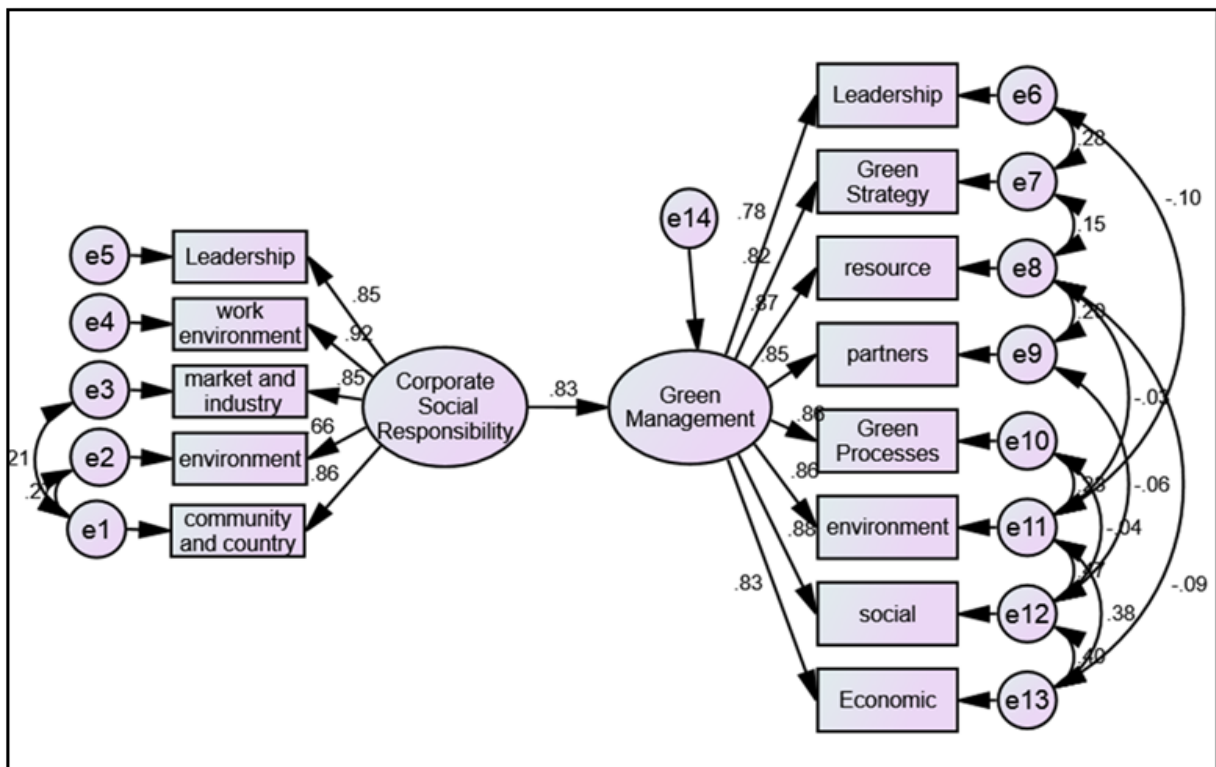 Leadership
e6
.28
Green
Strategy
e7
-.10
.78
e14
.15
.82
e5
Leadership
resource
e8
.87
.85
.20
e4
work
environment
.92
.85
partners
e9
e3
market and
industry
.85
Corporate
Social
Responsibility
.83
Green
Management
-.03
.86
Green
Processes
e10
21
e2
environment
66
.86
.86
-.06
e1
community
and country
.88
environment
e11
-.04
.83
-.09
.38
social
e12
.40
Economic
e13